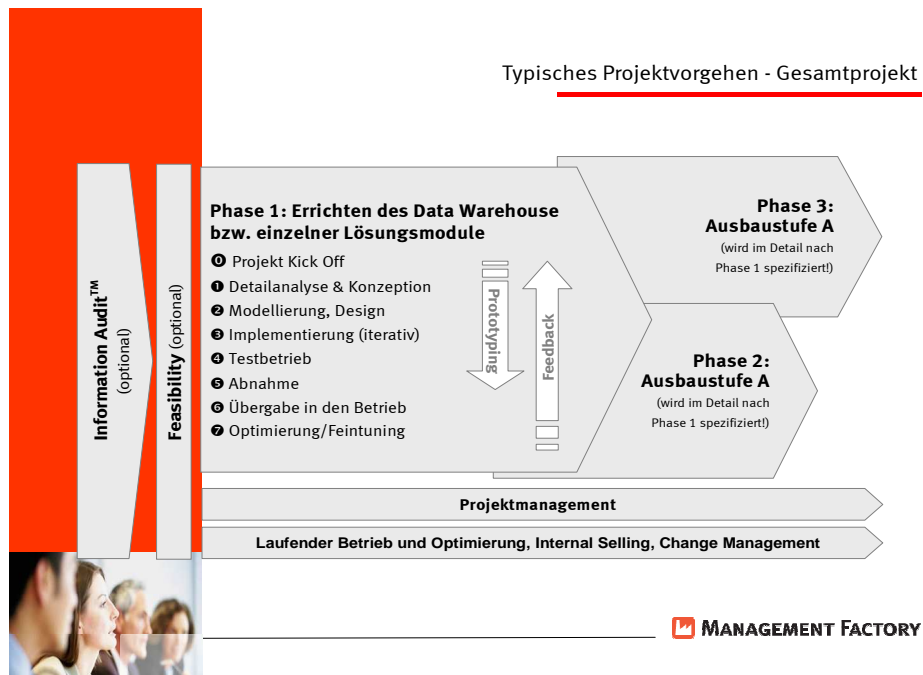 Typisches Projektvorgehen - Gesamtprojekt
Information Audit™
(optional)
Feasibility (optional)
Phase 1: Errichten des Data Warehouse
bzw. einzelner Lösungsmodule
⓿ Projekt Kick Off
❶ Detailanalyse & Konzeption
❷ Modellierung, Design
❸ Implementierung (iterativ)
❹ Testbetrieb
❺ Abnahme
❻ Übergabe in den Betrieb
❼ Optimierung/Feintuning
Prototyping
Feedback
Phase 3:
Ausbaustufe A
(wird im Detail nach
Phase 1 spezifiziert!)
Phase 2:
Ausbaustufe A
(wird im Detail nach
Phase 1 spezifiziert!)
Projektmanagement
Laufender Betrieb und Optimierung, Internal Selling, Change Management
MANAGEMENT FACTORY